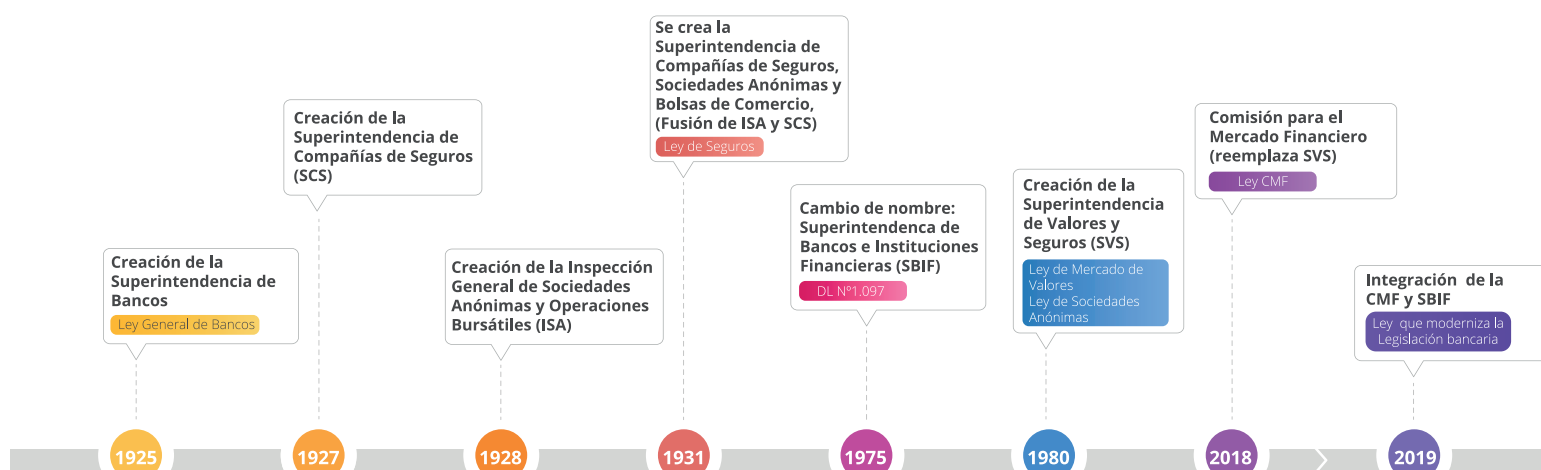 Creación de la
Superintendencia de
Bancos
Ley General de Bancos
1925
Creación de la
Superintendencia de
Compañías de Seguros
(SCS)
1927
Creación de la Inspección
General de Sociedades
Anónimas y Operaciones
Bursátiles (ISA)
1928
Se crea la
Superintendencia de
Compañías de Seguros,
Sociedades Anónimas y
Bolsas de Comercio,
(Fusión de ISA y SCS)
Ley de Seguros
1931
Cambio de nombre:
Superintendenca de
Bancos e Instituciones
Financieras (SBIF)
DL Nº1.097
1975
Creación de la
Superintendencia
de Valores y
Seguros (SVS)
Ley de Mercado de
Valores
Ley de Sociedades
Anónimas
1980
Comisión para el
Mercado Financiero
(reemplaza SVS)
Ley CMF
2018
Integración de la
CMF y SBIF
Ley que moderniza la
Legislación bancaria
2019